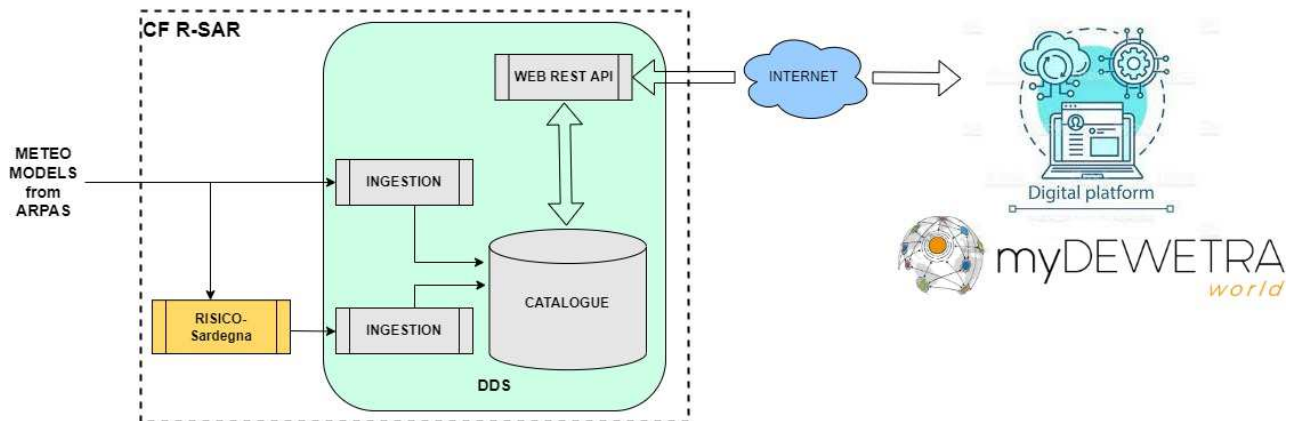 CF R-SAR
WEB REST API
INTERNET
METEO
MODELS
from
ARPAS
INGESTION
Digital platform
myDEWETRA
world
CATALOGUE
RISICO-
Sardegna
INGESTION
DDS